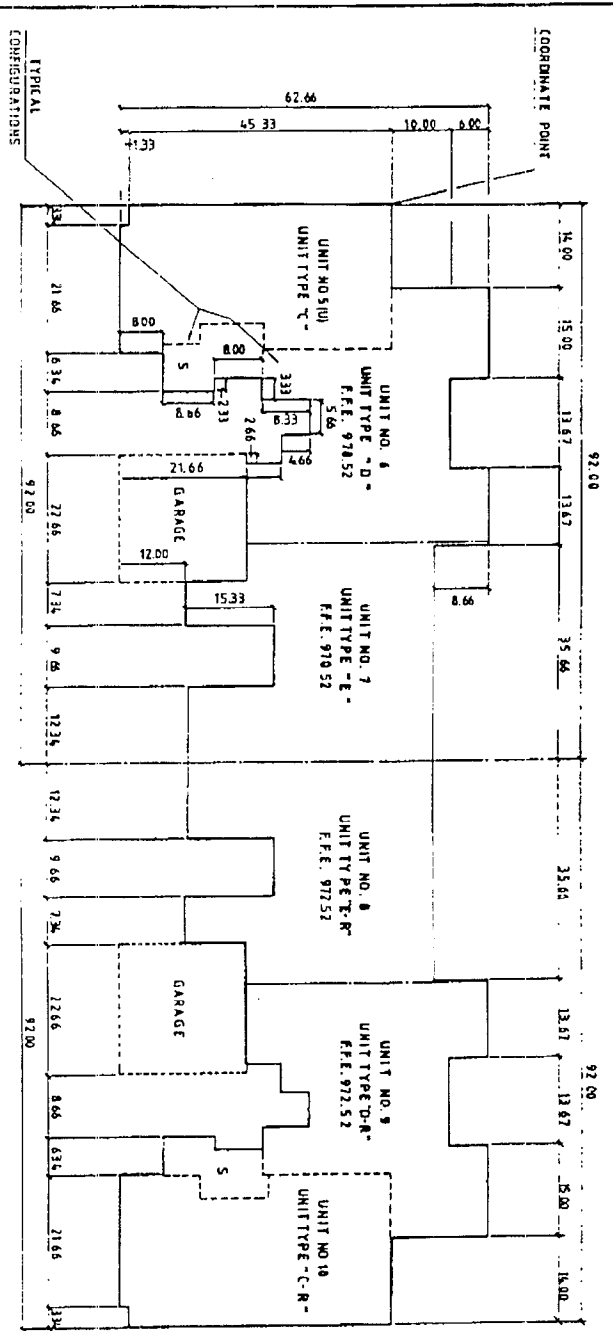 COORDINATE POINT
TYPICAL
CONFIGURATIONS
62.66
45.33
10.00
6.00
1.33
92.00
14.00
15.00
13.67
13.67
35.66
92.00
35.66
13.67
13.67
15.00
14.00
UNIT NO 5(U)
UNIT TYPE "C"
UNIT NO. 6
UNIT TYPE "D"
F.F.E. 970.52
UNIT NO. 7
UNIT TYPE "E"
F.F.E. 970.52
UNIT NO. 8
UNIT TYPE "E-R"
F.F.E. 972.52
UNIT NO. 9
UNIT TYPE "D-R"
F.F.E. 972.52
UNIT NO 10
UNIT TYPE "C-R"
S
8.00
8.00
8.66
2.33
3.33
8.33
5.66
2.66
4.66
21.66
GARAGE
12.00
15.33
8.66
GARAGE
S
21.66
6.34
8.66
22.66
7.34
9.66
12.34
12.34
9.66
7.34
22.66
8.66
6.34
21.66
3.34
92.00
92.00